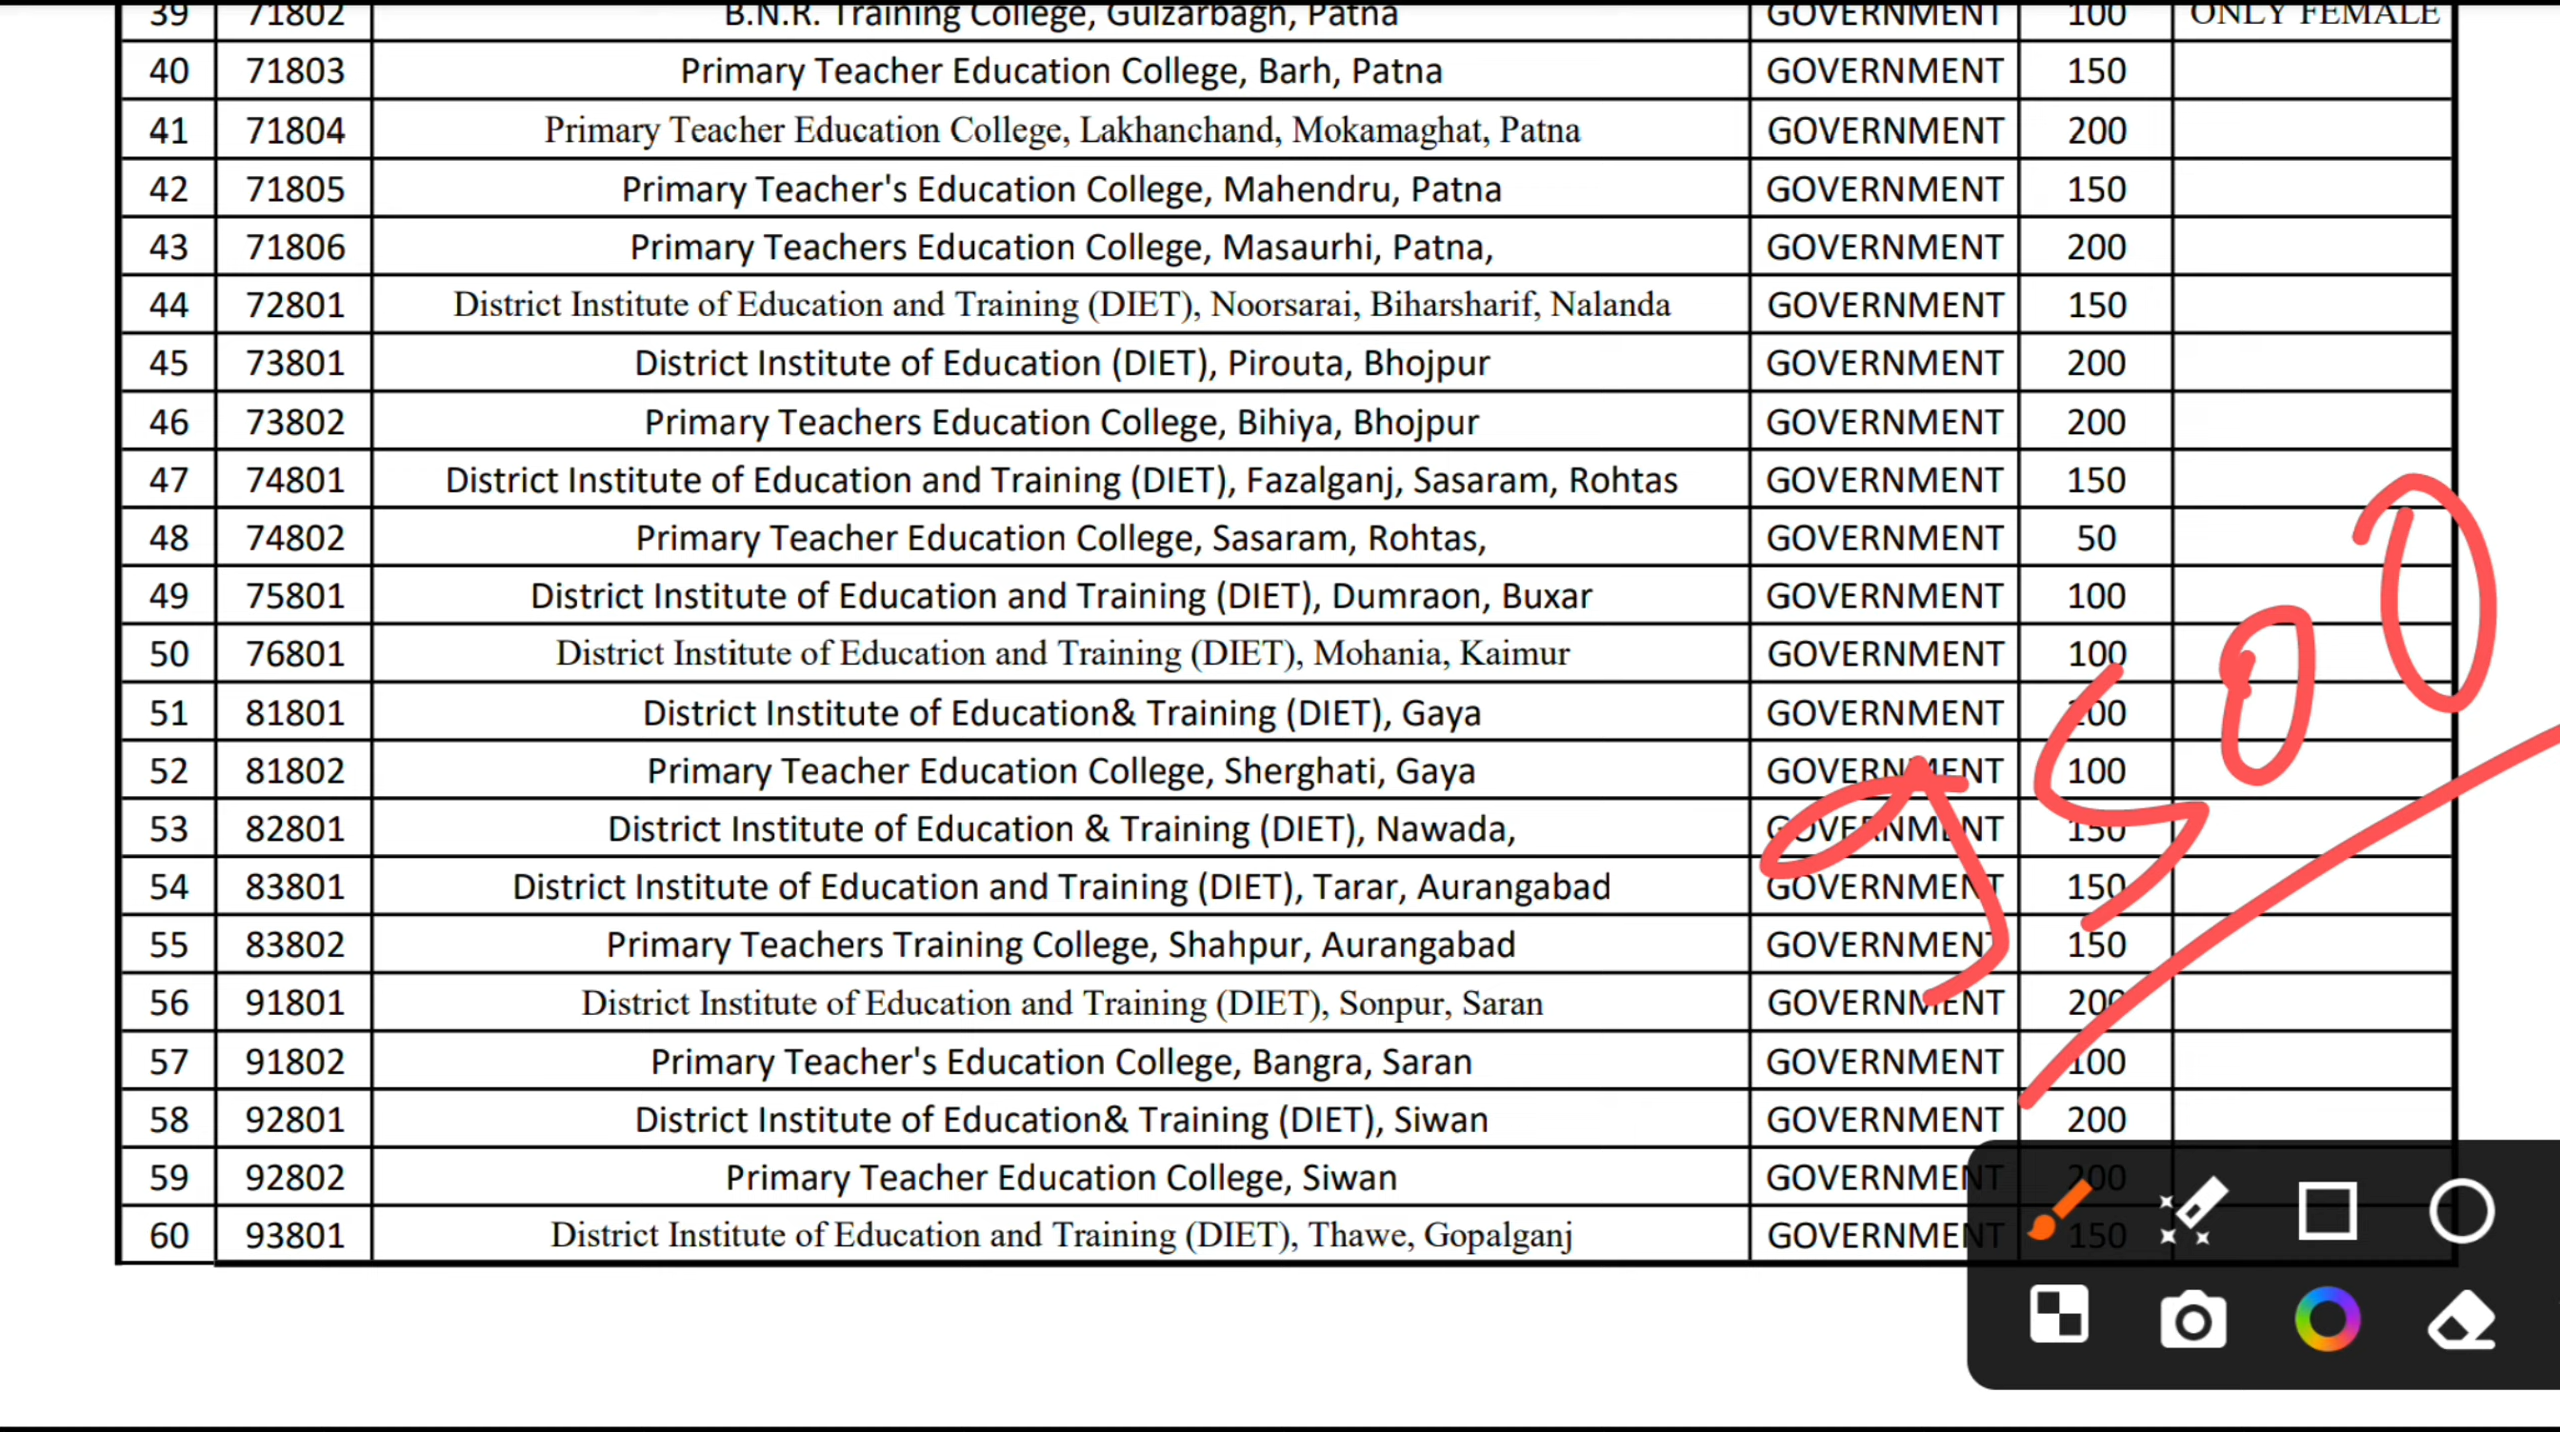 39 71802 B.N.R. Training College, Gulzarbagh, Patna GOVERNMENT 100 ONLY FEMALE
40 71803 Primary Teacher Education College, Barh, Patna GOVERNMENT 150
41 71804 Primary Teacher Education College, Lakhanchand, Mokamaghat, Patna GOVERNMENT 200
42 71805 Primary Teacher's Education College, Mahendru, Patna GOVERNMENT 150
43 71806 Primary Teachers Education College, Masaurhi, Patna, GOVERNMENT 200
44 72801 District Institute of Education and Training (DIET), Noorsarai, Biharsharif, Nalanda GOVERNMENT 150
45 73801 District Institute of Education (DIET), Pirouta, Bhojpur GOVERNMENT 200
46 73802 Primary Teachers Education College, Bihiya, Bhojpur GOVERNMENT 200
47 74801 District Institute of Education and Training (DIET), Fazalganj, Sasaram, Rohtas GOVERNMENT 150
48 74802 Primary Teacher Education College, Sasaram, Rohtas, GOVERNMENT 50
49 75801 District Institute of Education and Training (DIET), Dumraon, Buxar GOVERNMENT 100
50 76801 District Institute of Education and Training (DIET), Mohania, Kaimur GOVERNMENT 100
51 81801 District Institute of Education& Training (DIET), Gaya GOVERNMENT
52 81802 Primary Teacher Education College, Sherghati, Gaya GOVERNMENT 100
53 82801 District Institute of Education & Training (DIET), Nawada, GOVERNMENT 150
54 83801 District Institute of Education and Training (DIET), Tarar, Aurangabad GOVERNMENT 150
55 83802 Primary Teachers Training College, Shahpur, Aurangabad GOVERNMENT 150
56 91801 District Institute of Education and Training (DIET), Sonpur, Saran GOVERNMENT 200
57 91802 Primary Teacher's Education College, Bangra, Saran GOVERNMENT 100
58 92801 District Institute of Education& Training (DIET), Siwan GOVERNMENT 200
59 92802 Primary Teacher Education College, Siwan GOVERNMENT 200
60 93801 District Institute of Education and Training (DIET), Thawe, Gopalganj GOVERNMENT 150